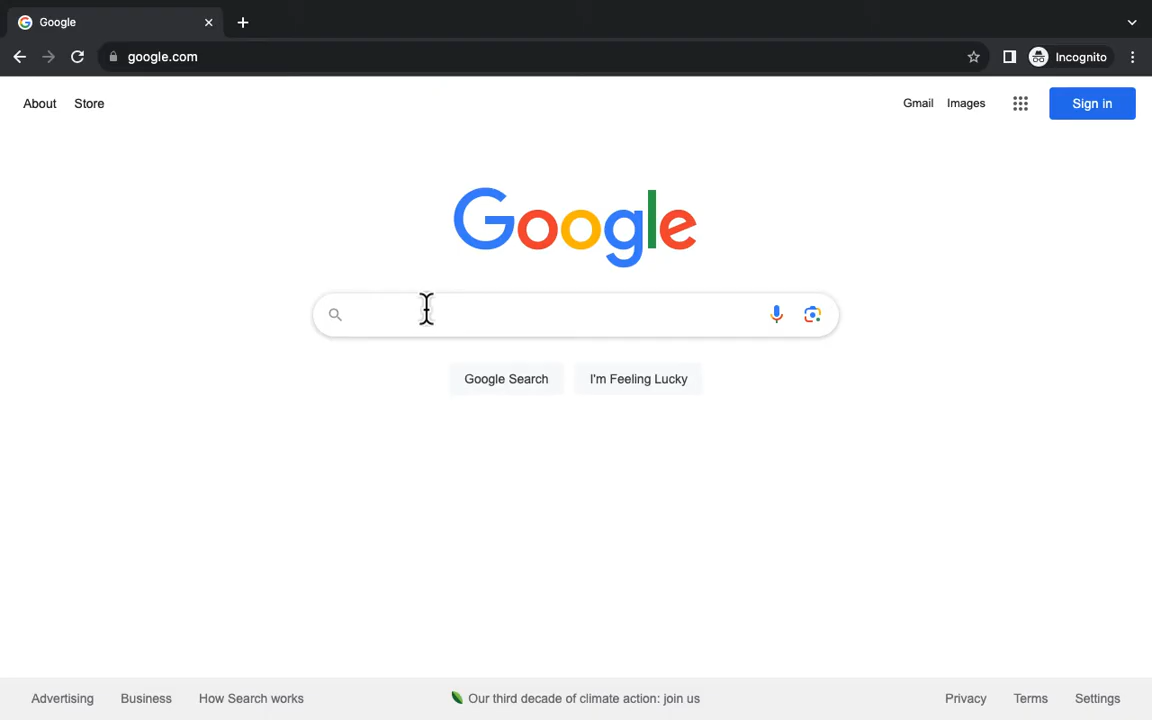 Google
google.com
Incognito
About Store
Gmail Images
Sign in
Google
Google Search
I'm Feeling Lucky
Advertising Business How Search works
Our third decade of climate action: join us
Privacy Terms Settings